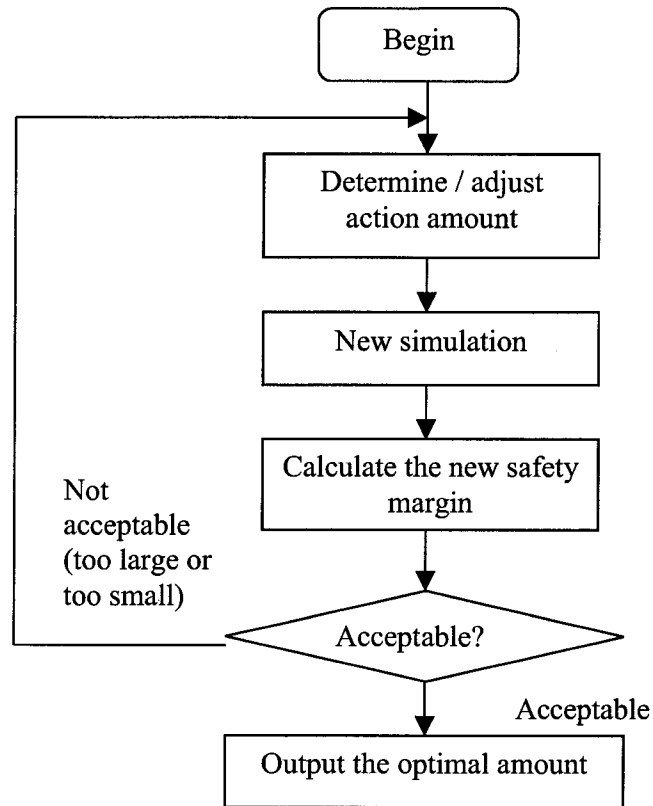 Begin
Determine / adjust
action amount
New simulation
Calculate the new safety
margin
Not
acceptable
(too large or
too small)
Acceptable?
Acceptable
Output the optimal amount